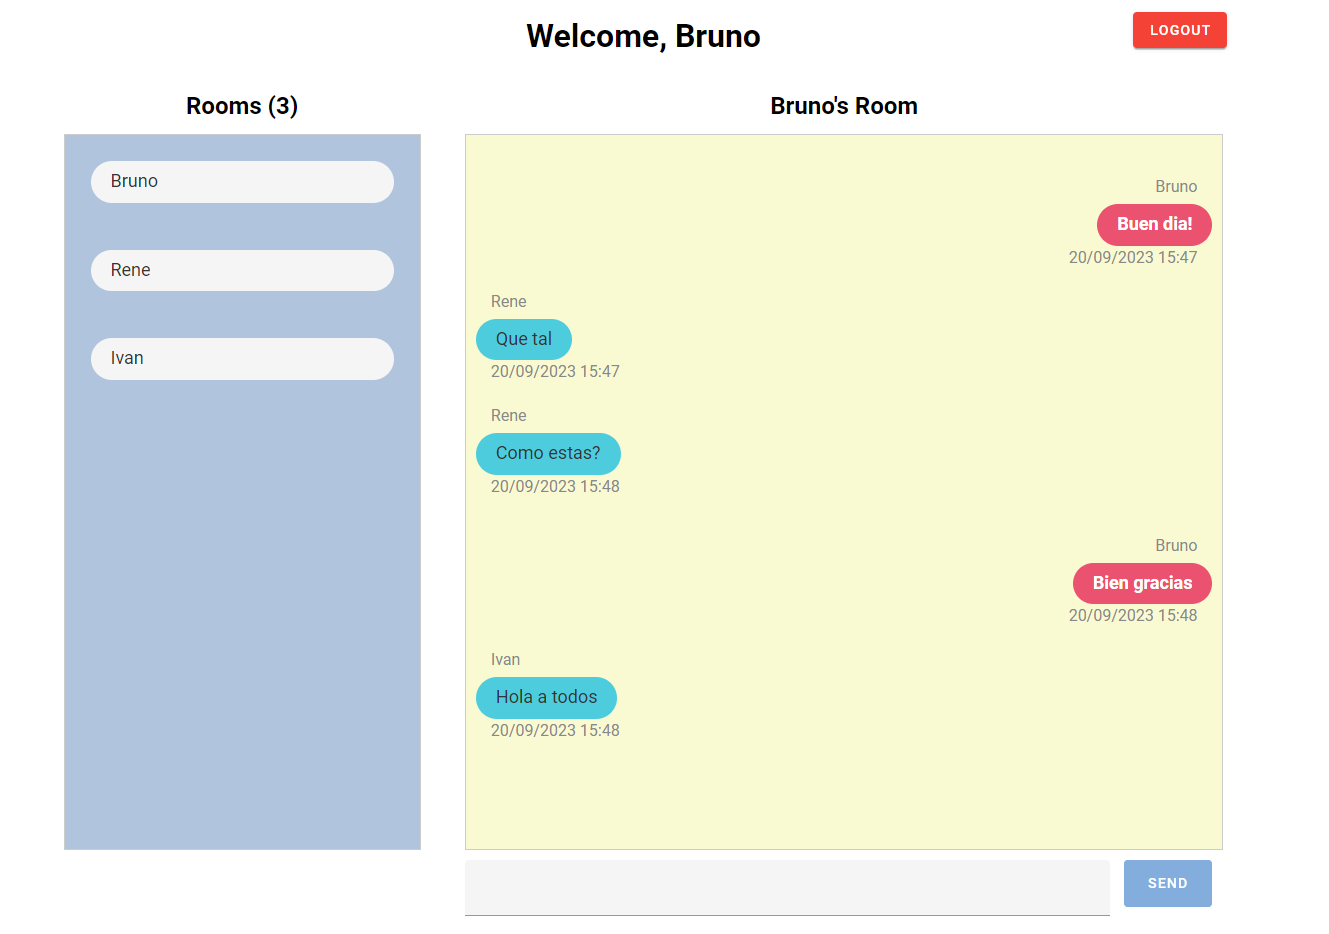 Welcome, Bruno
LOGOUT
Rooms (3)
Bruno
Rene
Ivan
Bruno's Room
Bruno
Buen dia!
20/09/2023 15:47
Rene
Que tal
20/09/2023 15:47
Rene
Como estas?
20/09/2023 15:48
Bruno
Bien gracias
20/09/2023 15:48
Ivan
Hola a todos
20/09/2023 15:48
SEND